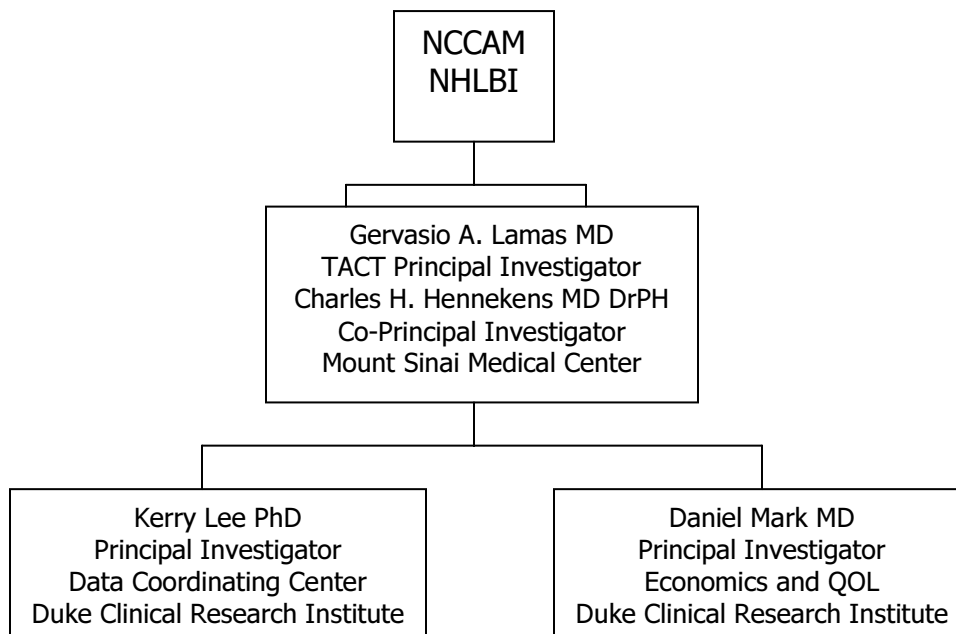 NCCAM
NHLBI
Gervasio A. Lamas MD
TACT Principal Investigator
Charles H. Hennekens MD DrPH
Co-Principal Investigator
Mount Sinai Medical Center
Kerry Lee PhD
Principal Investigator
Data Coordinating Center
Duke Clinical Research Institute
Daniel Mark MD
Principal Investigator
Economics and QOL
Duke Clinical Research Institute